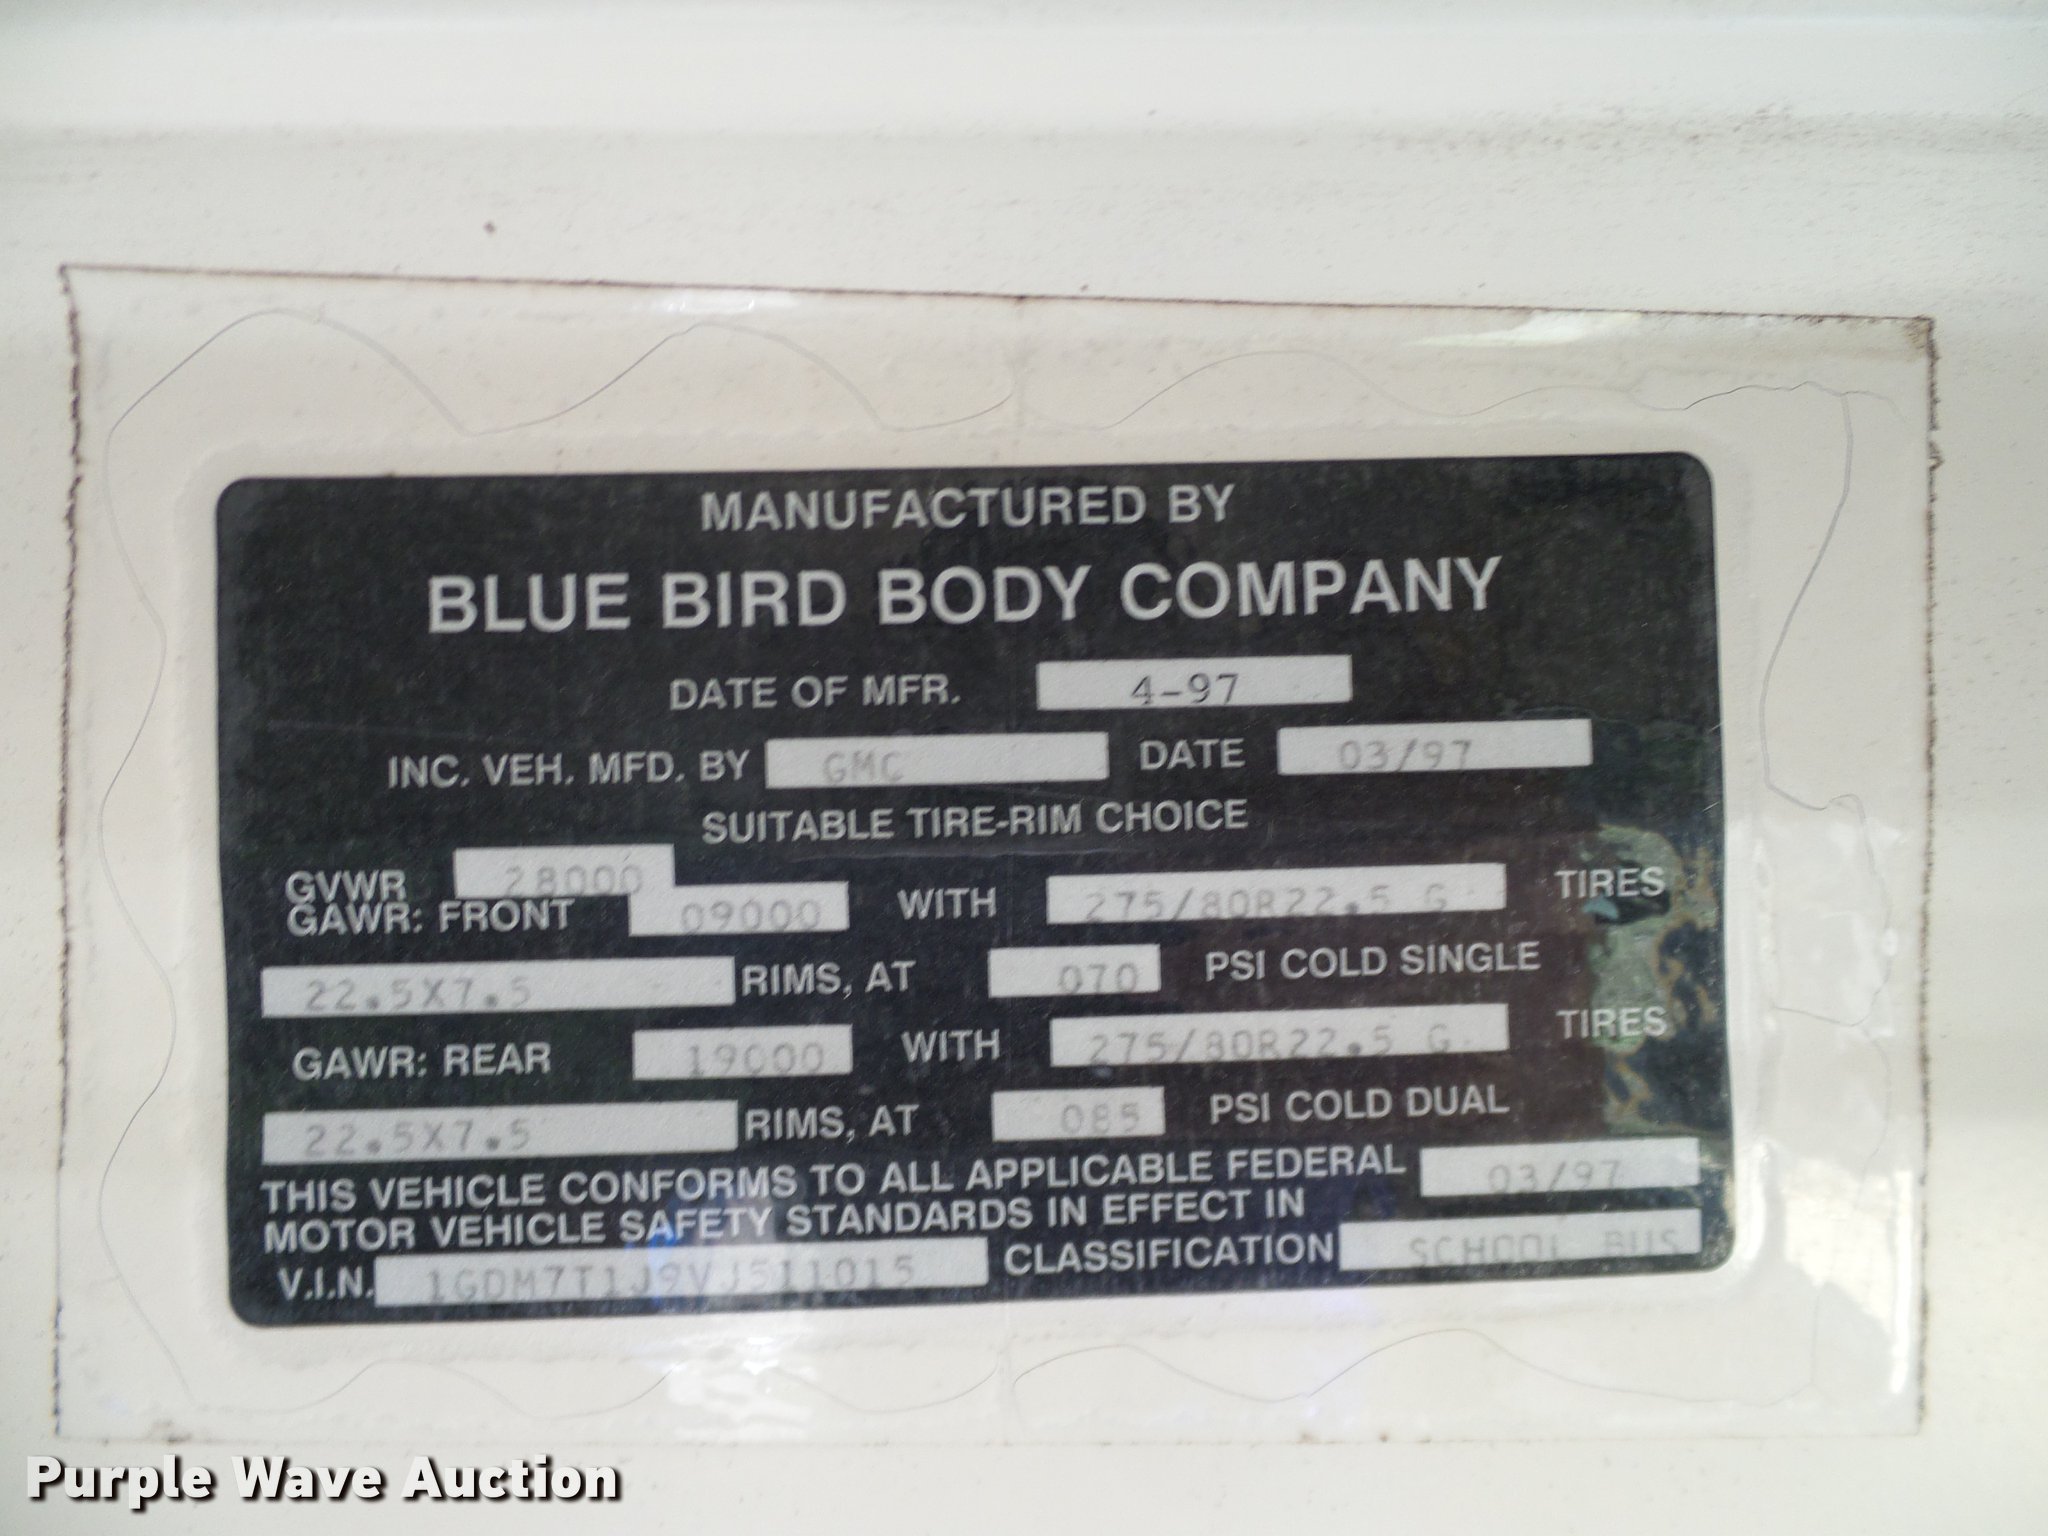 MANUFACTURED BY
BLUE BIRD BODY COMPANY
DATE OF MFR. 4-97
INC. VEH. MFD. BY GMC DATE 03/97
SUITABLE TIRE-RIM CHOICE
GVWR 28000
GAWR: FRONT 09000 WITH 275/80R22.5 G TIRES
22.5X7.5 RIMS, AT 070 PSI COLD SINGLE
GAWR: REAR 19000 WITH 275/80R22.5 G TIRES
22.5X7.5 RIMS, AT 085 PSI COLD DUAL
THIS VEHICLE CONFORMS TO ALL APPLICABLE FEDERAL
MOTOR VEHICLE SAFETY STANDARDS IN EFFECT IN 03/97
V.I.N. 1GDM7T1J9VJ511015 CLASSIFICATION SCHOOL BUS
Purple Wave Auction